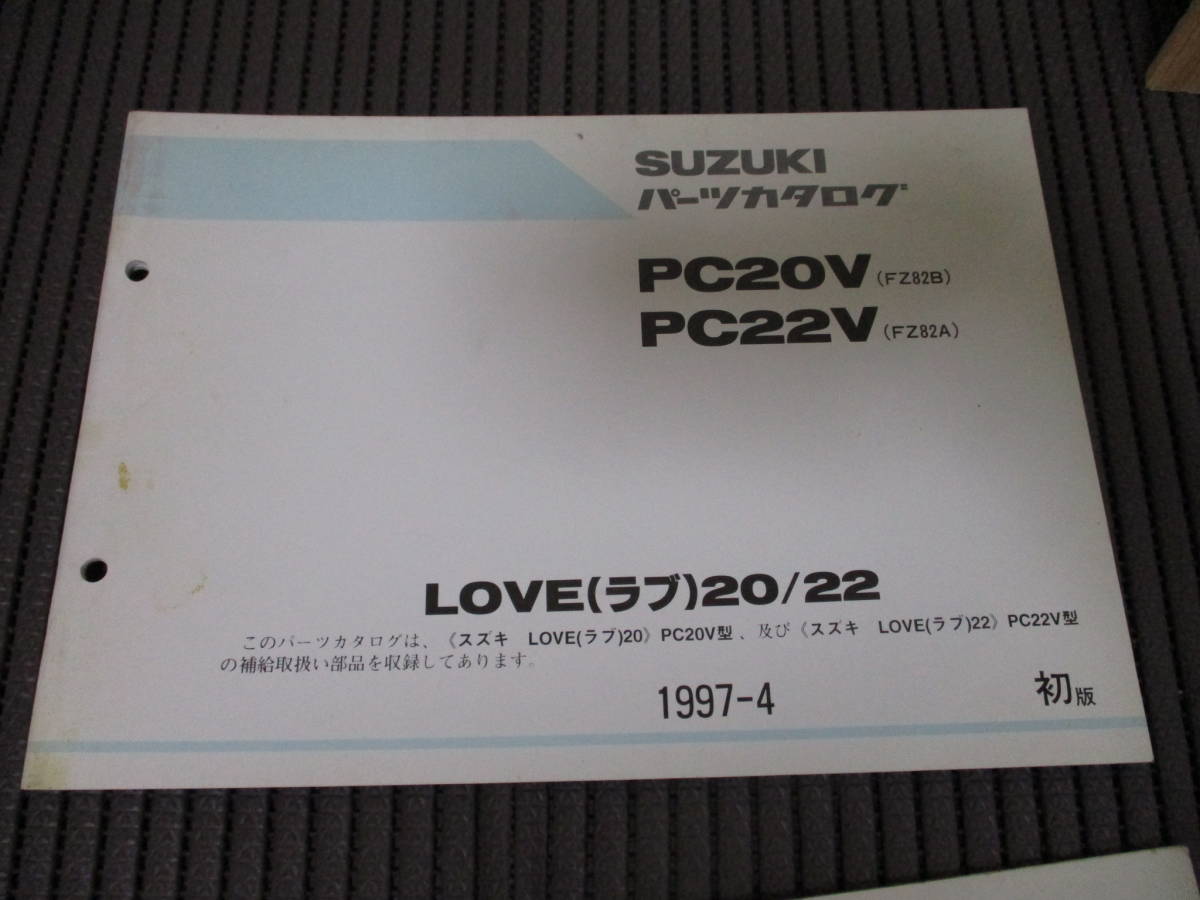 SUZUKI
パーツカタログ
PC20V(FZ82B)
PC22V(FZ82A)
LOVE(ラブ)20/22
このパーツカタログは、《スズキ LOVE(ラブ)20》PC20V型、及び《スズキ LOVE(ラブ)22》PC22V型
の補給取扱い部品を収録してあります。
1997-4 初版